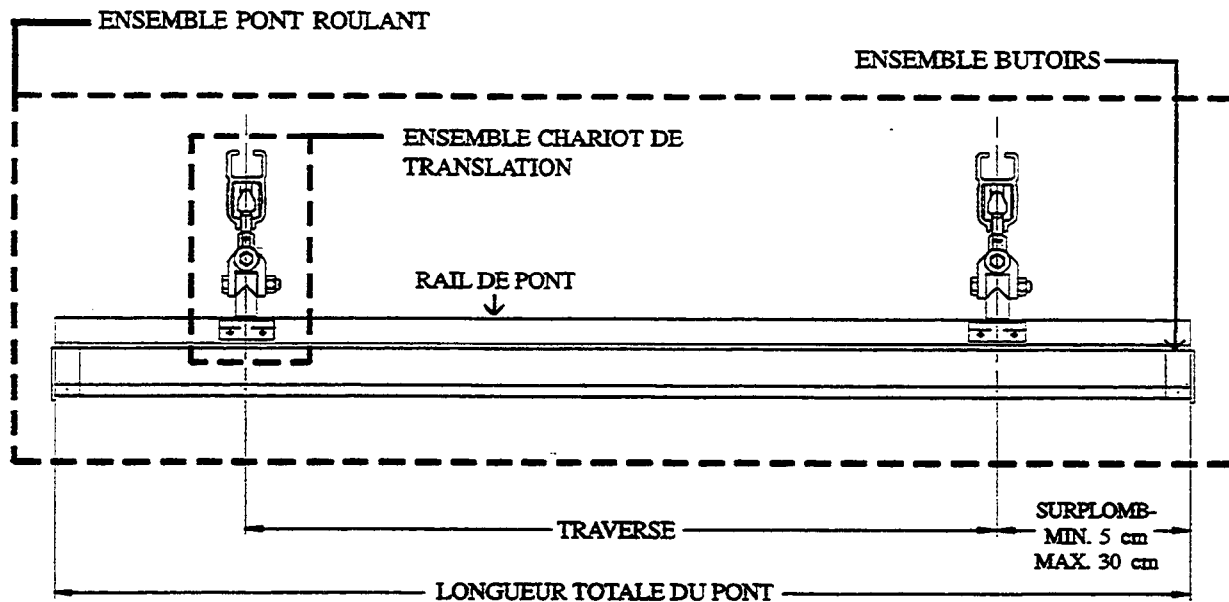 ENSEMBLE PONT ROULANT
ENSEMBLE BUTOIRS
ENSEMBLE CHARIOT DE
TRANSLATION
RAIL DE PONT
TRAVERSE
SURPLOMB-
MIN. 5 cm
MAX. 30 cm
LONGUEUR TOTALE DU PONT